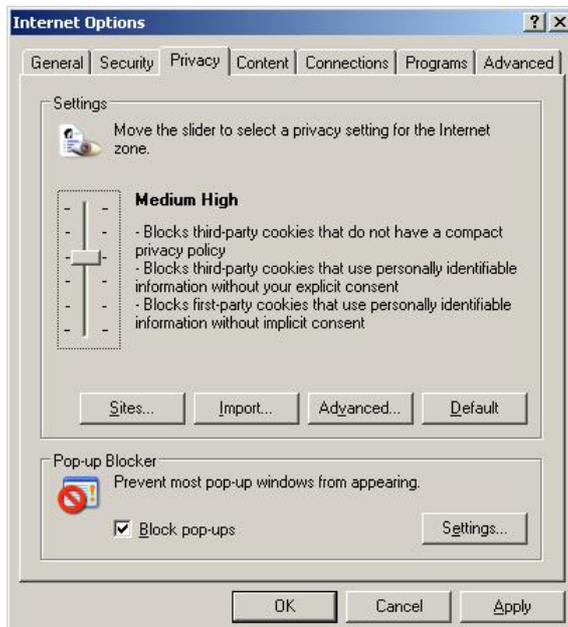 Internet Options
General Security Privacy Content Connections Programs Advanced
Settings
Move the slider to select a privacy setting for the Internet
zone.
Medium High
- Blocks third-party cookies that do not have a compact
privacy policy
- Blocks third-party cookies that use personally identifiable
information without your explicit consent
- Blocks first-party cookies that use personally identifiable
information without implicit consent
Sites... Import... Advanced... Default
Pop-up Blocker
Prevent most pop-up windows from appearing.
Block pop-ups Settings...
OK Cancel Apply